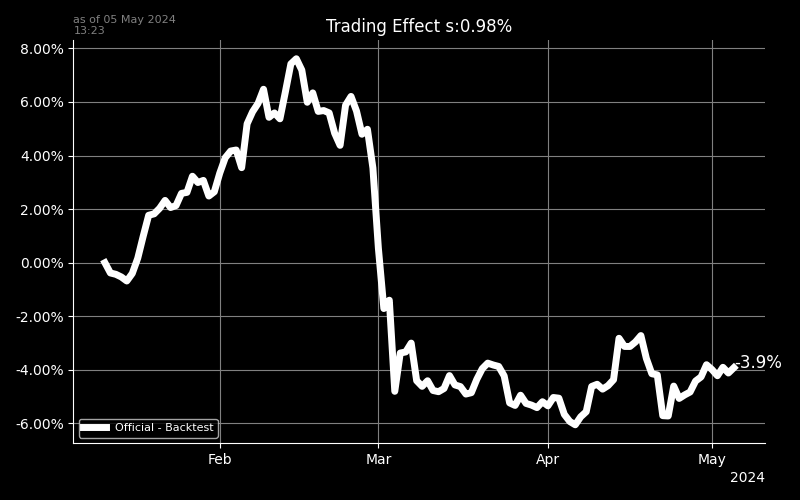 as of 05 May 2024
13:23
Trading Effect s:0.98%
8.00%
6.00%
4.00%
2.00%
0.00%
-2.00%
-4.00%
-6.00%
-3.9%
Official - Backtest
Feb
Mar
Apr
May
2024